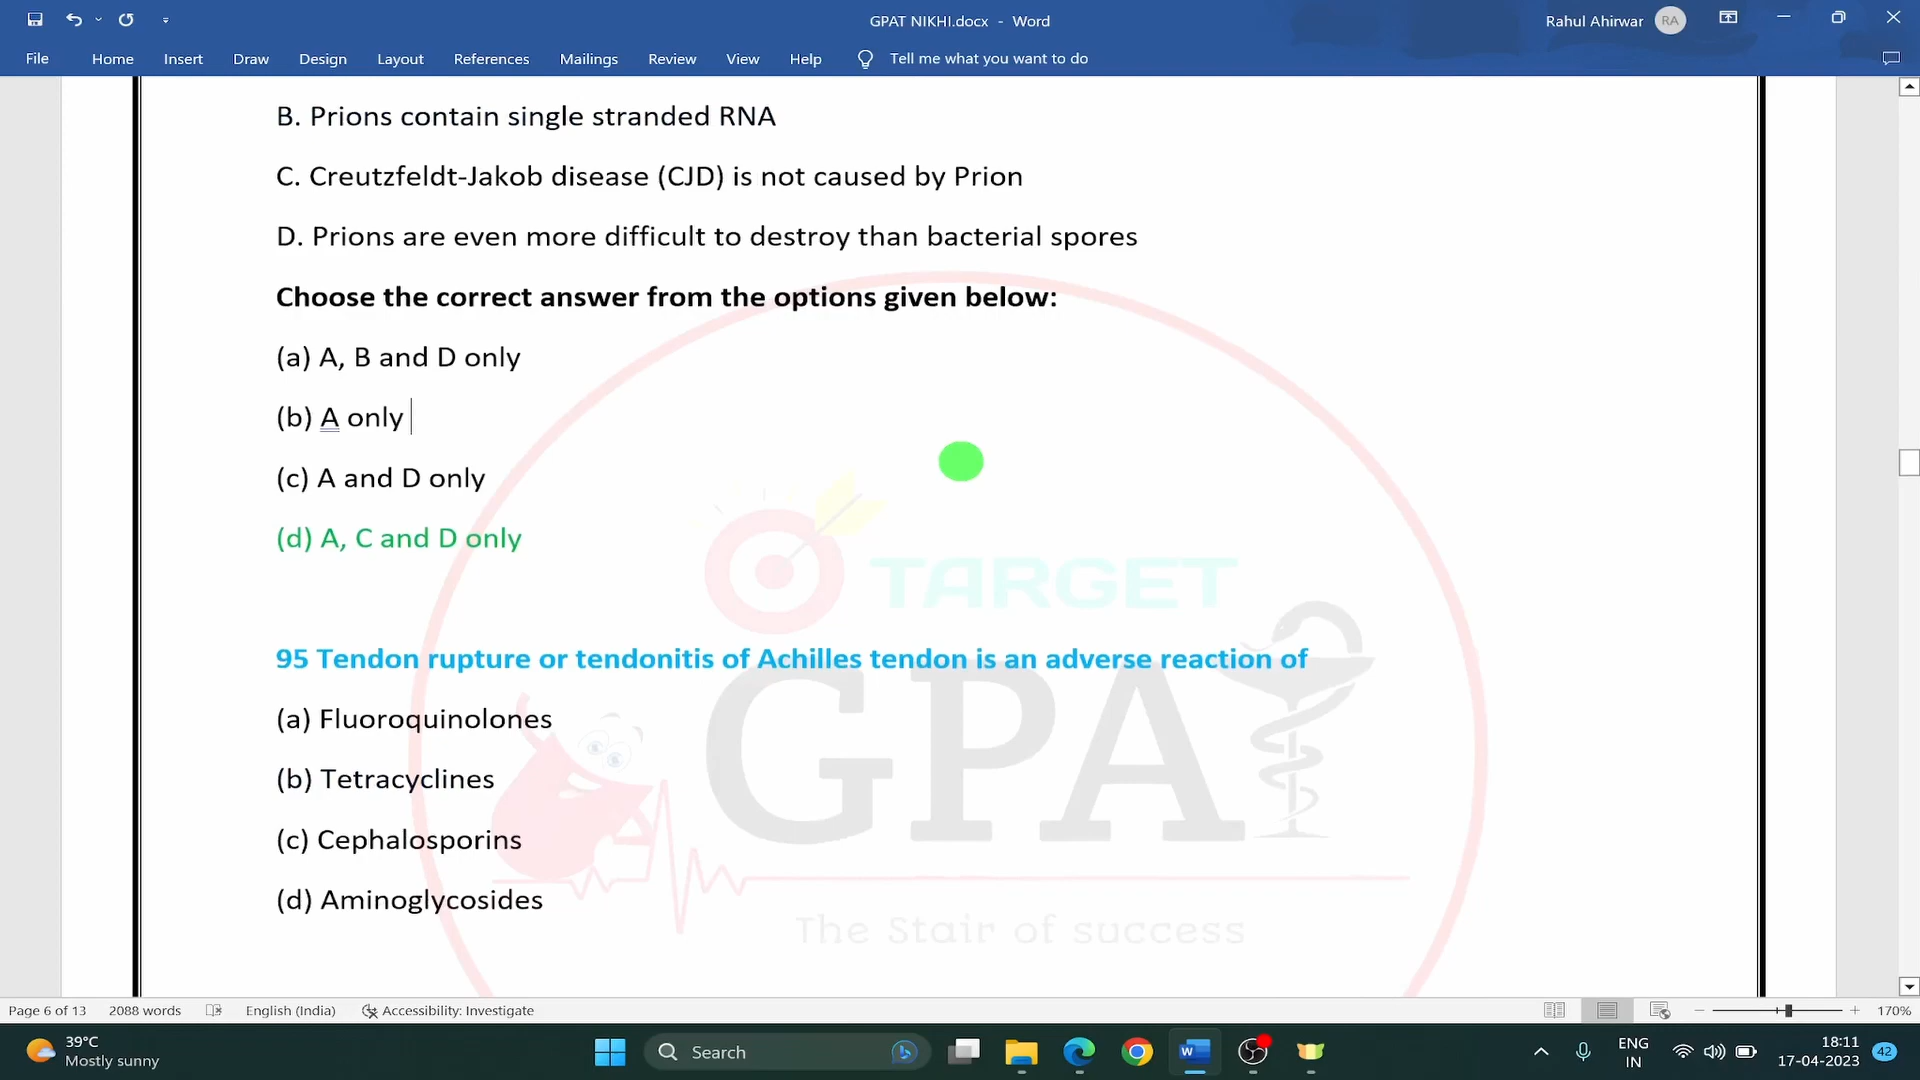 GPAT NIKHI.docx - Word
Rahul Ahirwar RA
File Home Insert Draw Design Layout References Mailings Review View Help Tell me what you want to do
B. Prions contain single stranded RNA
C. Creutzfeldt-Jakob disease (CJD) is not caused by Prion
D. Prions are even more difficult to destroy than bacterial spores
Choose the correct answer from the options given below:
(a) A, B and D only
(b) A only
(c) A and D only
(d) A, C and D only
TARGET
95 Tendon rupture or tendonitis of Achilles tendon is an adverse reaction of
GPAT
(a) Fluoroquinolones
(b) Tetracyclines
(c) Cephalosporins
(d) Aminoglycosides
The Stair of success
Page 6 of 13 2088 words English (India) Accessibility: Investigate 170%
39°C
Mostly sunny
Search
ENG
IN
18:11
17-04-2023
42